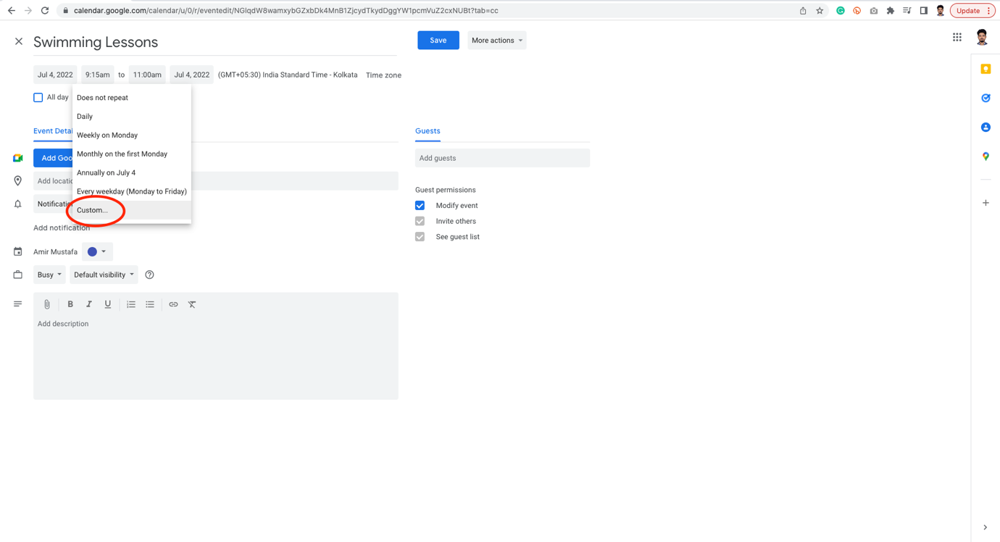 calendar.google.com/calendar/u/0/r/eventedit/NGlqdW8wamxybGZxbDk4MnB1ZjcydTkydDggYW1pcmVuZ2cxNUBt?tab=cc
Update
Swimming Lessons
Save
More actions
Jul 4, 2022 9:15am to 11:00am Jul 4, 2022 (GMT+05:30) India Standard Time - Kolkata Time zone
All day
Does not repeat
Daily
Weekly on Monday
Monthly on the first Monday
Annually on July 4
Every weekday (Monday to Friday)
Custom...
Event Detai
Add Goo
Add locatio
Notificatio
Add notification
Amir Mustafa
Busy Default visibility
B I U
Add description
Guests
Add guests
Guest permissions
Modify event
Invite others
See guest list